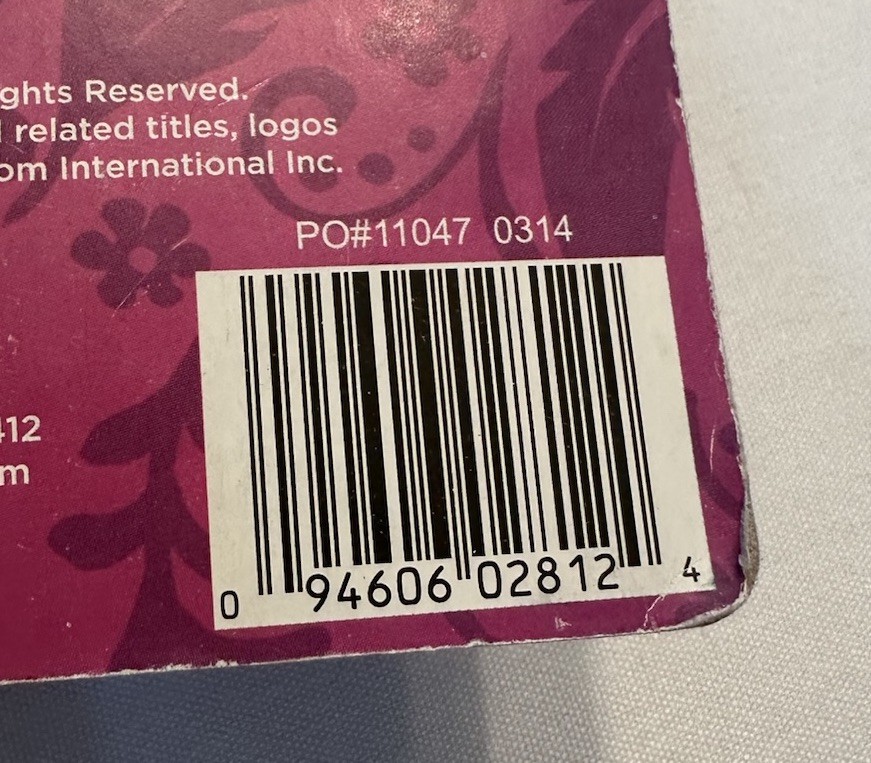 ghts Reserved.
related titles, logos
om International Inc.
PO#11047 0314
412
m
0 94606 02812 4